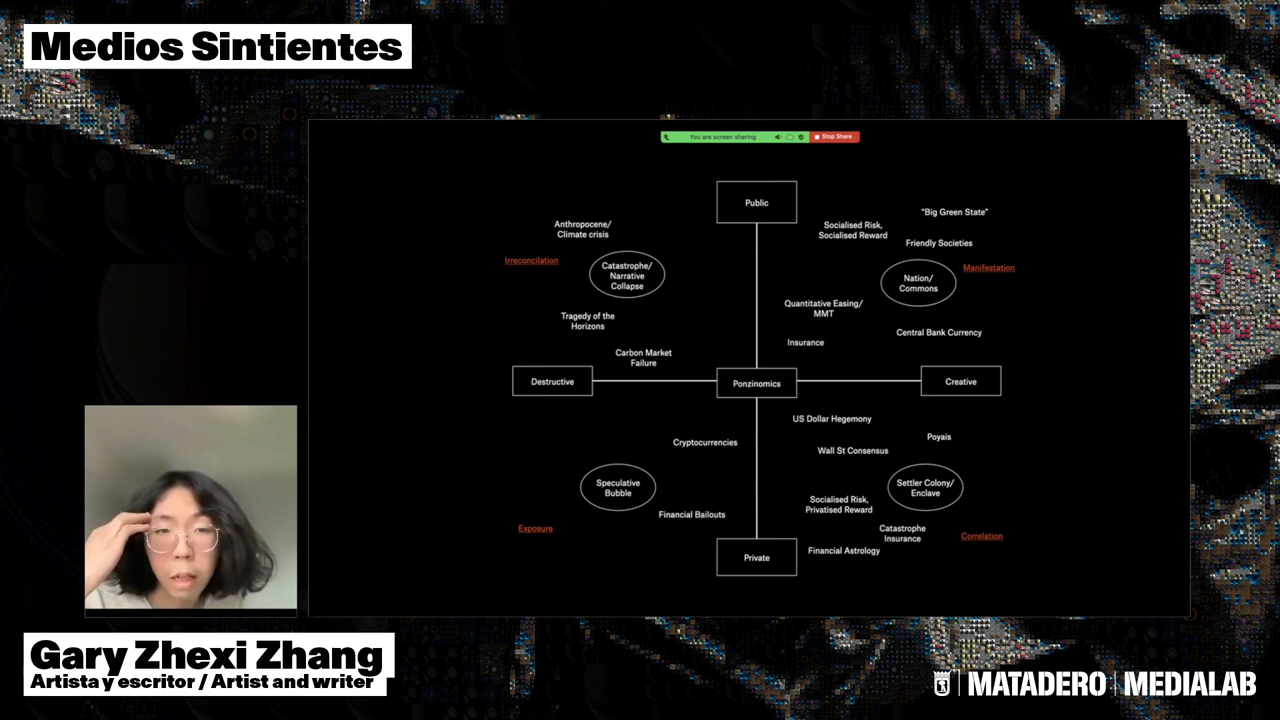 Medios Sintientes
You are screen sharing
Stop Share
Public
"Big Green State"
Anthropocene/
Climate crisis
Socialised Risk,
Socialised Reward
Friendly Societies
Irreconcilation
Catastrophe/
Narrative
Collapse
Nation/
Commons
Manifestation
Quantitative Easing/
MMT
Tragedy of the
Horizons
Central Bank Currency
Insurance
Carbon Market
Failure
Destructive
Ponzinomics
Creative
US Dollar Hegemony
Cryptocurrencies
Poyais
Wall St Consensus
Speculative
Bubble
Settler Colony/
Enclave
Socialised Risk,
Privatised Reward
Financial Bailouts
Exposure
Catastrophe
Insurance
Correlation
Financial Astrology
Private
Gary Zhexi Zhang
Artista y escritor / Artist and writer
MATADERO
MEDIALAB